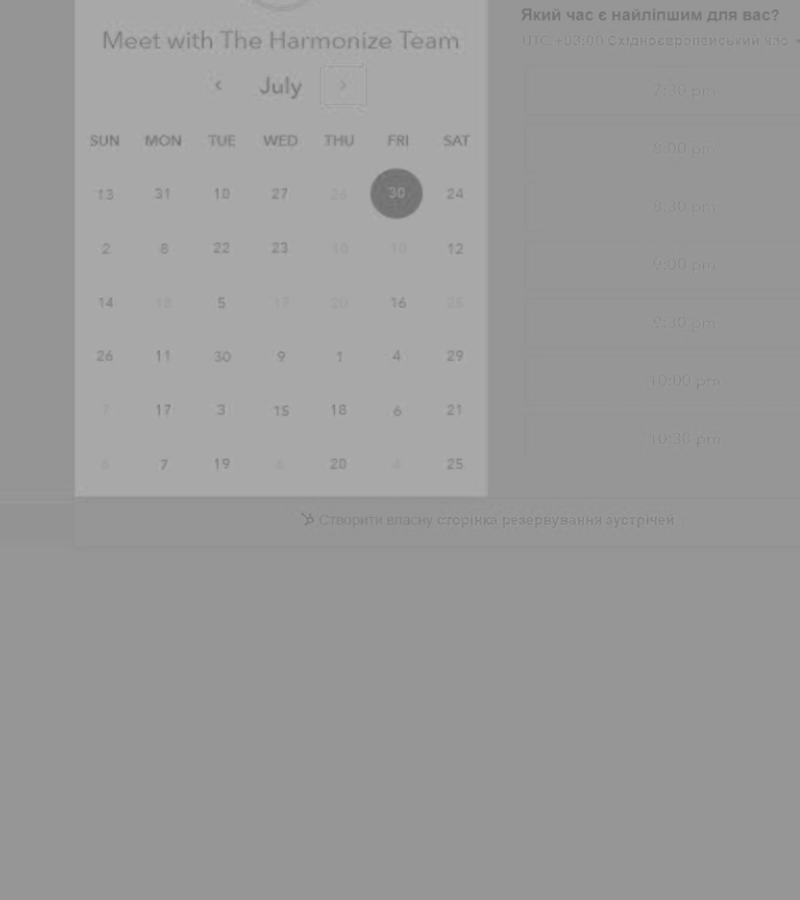 Meet with The Harmonize Team
‹ July ›
SUN MON TUE WED THU FRI SAT
13 31 10 27 26 30 24
2 8 22 23 10 10 12
14 18 5 17 20 16 25
26 11 30 9 1 4 29
7 17 3 15 18 6 21
7 19 20 25
Який час є найліпшим для вас?
UTC +03:00 Східноєвропейський час
7:30 pm
8:00 pm
8:30 pm
9:00 pm
9:30 pm
10:00 pm
10:30 pm
Створити власну сторінка резервування зустрічей